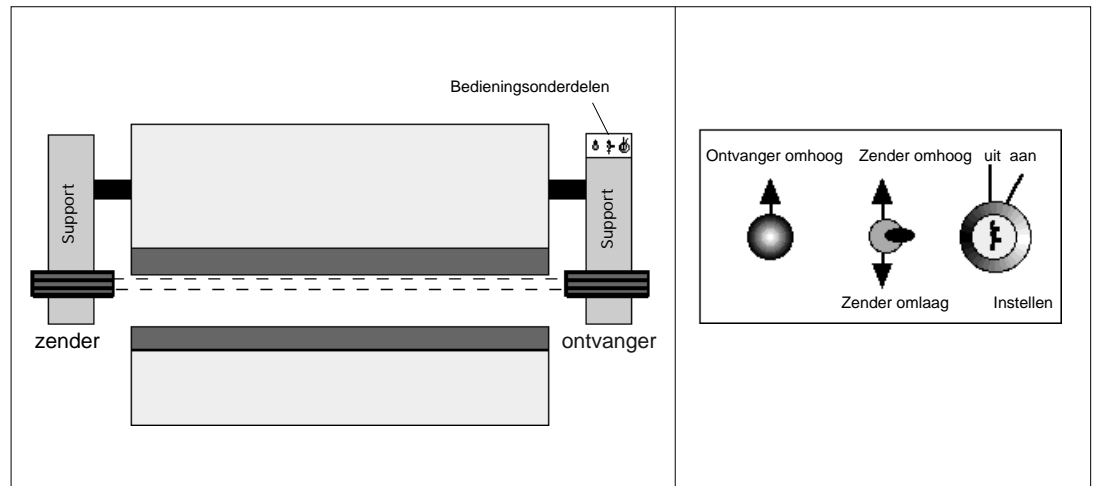 Bedieningsonderdelen
Support
Support
zender
ontvanger
Ontvanger omhoog Zender omhoog uit aan
Zender omlaag Instellen